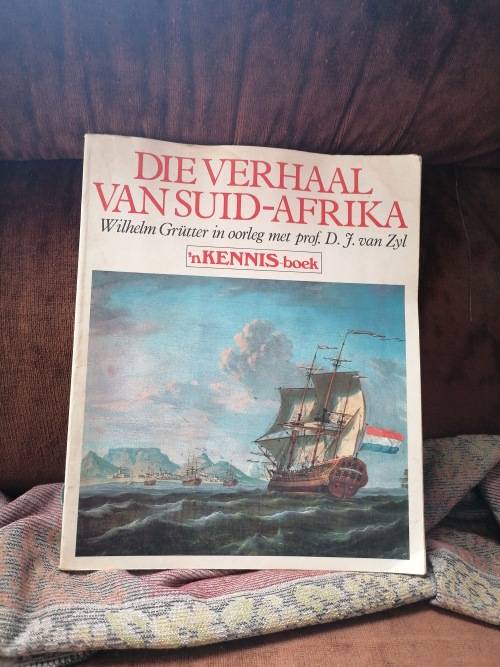 DIE VERHAAL
VAN SUID-AFRIKA
Wilhelm Grütter in oorleg met prof. D. J. van Zyl
'n KENNIS-boek